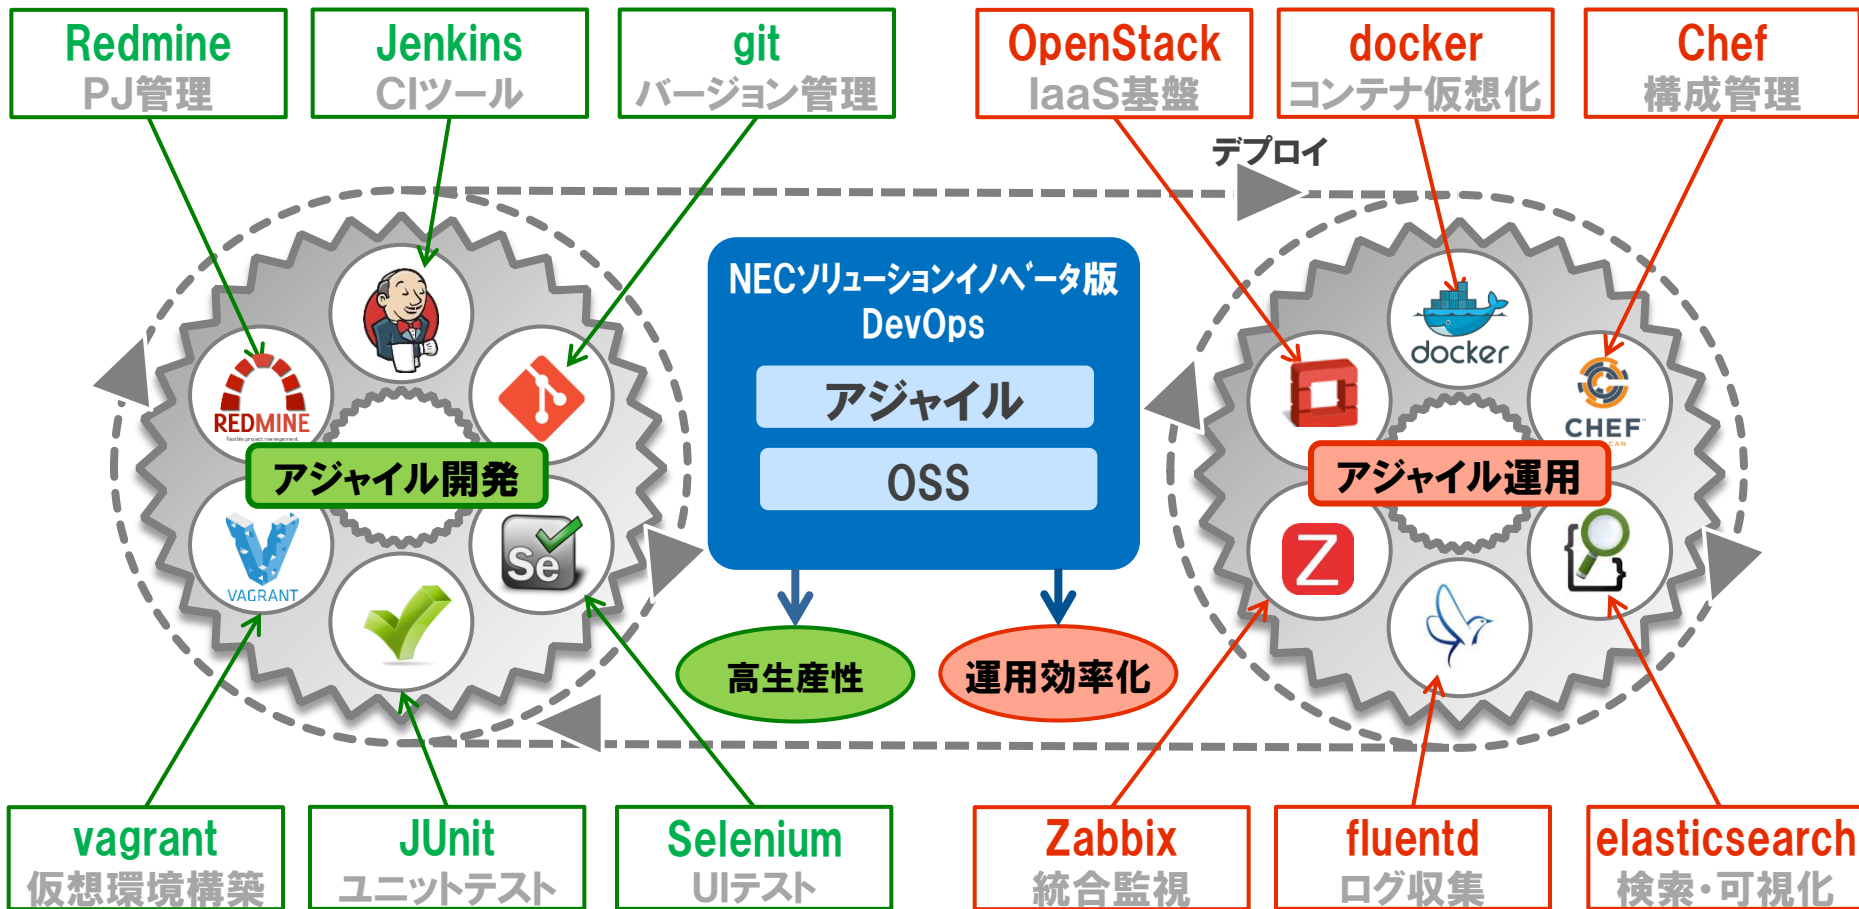 Redmine
PJ管理
Jenkins
CIツール
git
バージョン管理
OpenStack
IaaS基盤
docker
コンテナ仮想化
Chef
構成管理
デプロイ
NECソリューションイノベータ版
DevOps
アジャイル
OSS
REDMINE
flexible project management
アジャイル開発
VAGRANT
Se
docker
CHEF
CAN
アジャイル運用
Z
高生産性
運用効率化
vagrant
仮想環境構築
JUnit
ユニットテスト
Selenium
UIテスト
Zabbix
統合監視
fluentd
ログ収集
elasticsearch
検索・可視化